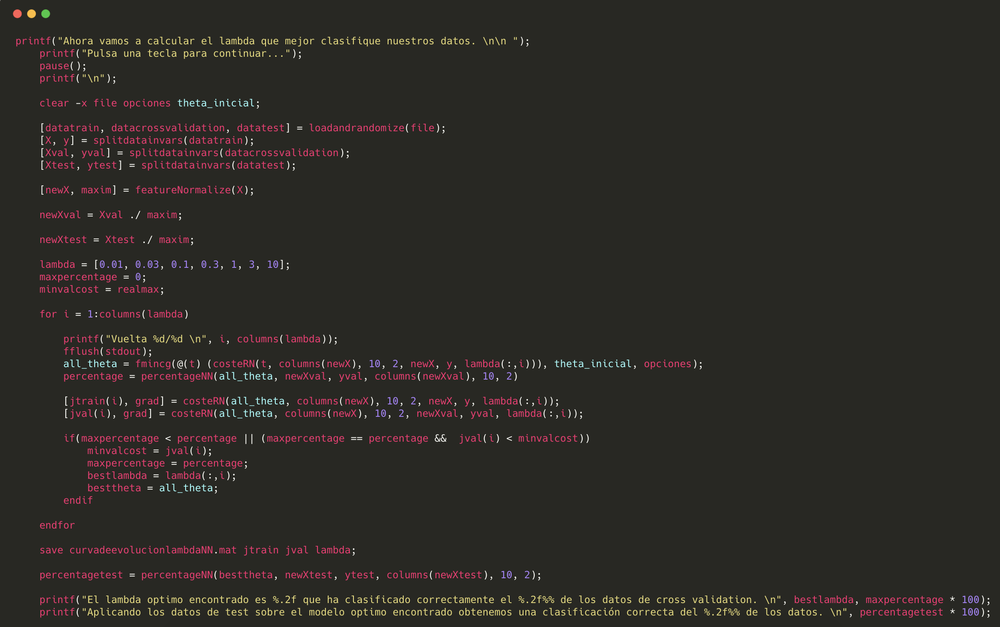 printf("Ahora vamos a calcular el lambda que mejor clasifique nuestros datos. \n\n ");
    printf("Pulsa una tecla para continuar...");
    pause();
    printf("\n");

    clear -x file opciones theta_inicial;

    [datatrain, datacrossvalidation, datatest] = loadandrandomize(file);
    [X, y] = splitdatainvars(datatrain);
    [Xval, yval] = splitdatainvars(datacrossvalidation);
    [Xtest, ytest] = splitdatainvars(datatest);

    [newX, maxim] = featureNormalize(X);

    newXval = Xval ./ maxim;

    newXtest = Xtest ./ maxim;

    lambda = [0.01, 0.03, 0.1, 0.3, 1, 3, 10];
    maxpercentage = 0;
    minvalcost = realmax;

    for i = 1:columns(lambda)

        printf("Vuelta %d/%d \n", i, columns(lambda));
        fflush(stdout);
        all_theta = fmincg(@(t) (costeRN(t, columns(newX), 10, 2, newX, y, lambda(:,i))), theta_inicial, opciones);
        percentage = percentageNN(all_theta, newXval, yval, columns(newXval), 10, 2)

        [jtrain(i), grad] = costeRN(all_theta, columns(newX), 10, 2, newX, y, lambda(:,i));
        [jval(i), grad] = costeRN(all_theta, columns(newX), 10, 2, newXval, yval, lambda(:,i));

        if(maxpercentage < percentage || (maxpercentage == percentage &&  jval(i) < minvalcost))
            minvalcost = jval(i);
            maxpercentage = percentage;
            bestlambda = lambda(:,i);
            besttheta = all_theta;
        endif

    endfor

    save curvadeevolucionlambdaNN.mat jtrain jval lambda;

    percentagetest = percentageNN(besttheta, newXtest, ytest, columns(newXtest), 10, 2);

    printf("El lambda optimo encontrado es %.2f que ha clasificado correctamente el %.2f%% de los datos de cross validation. \n", bestlambda, maxpercentage * 100);
    printf("Aplicando los datos de test sobre el modelo optimo encontrado obtenemos una clasificación correcta del %.2f%% de los datos. \n", percentagetest * 100);